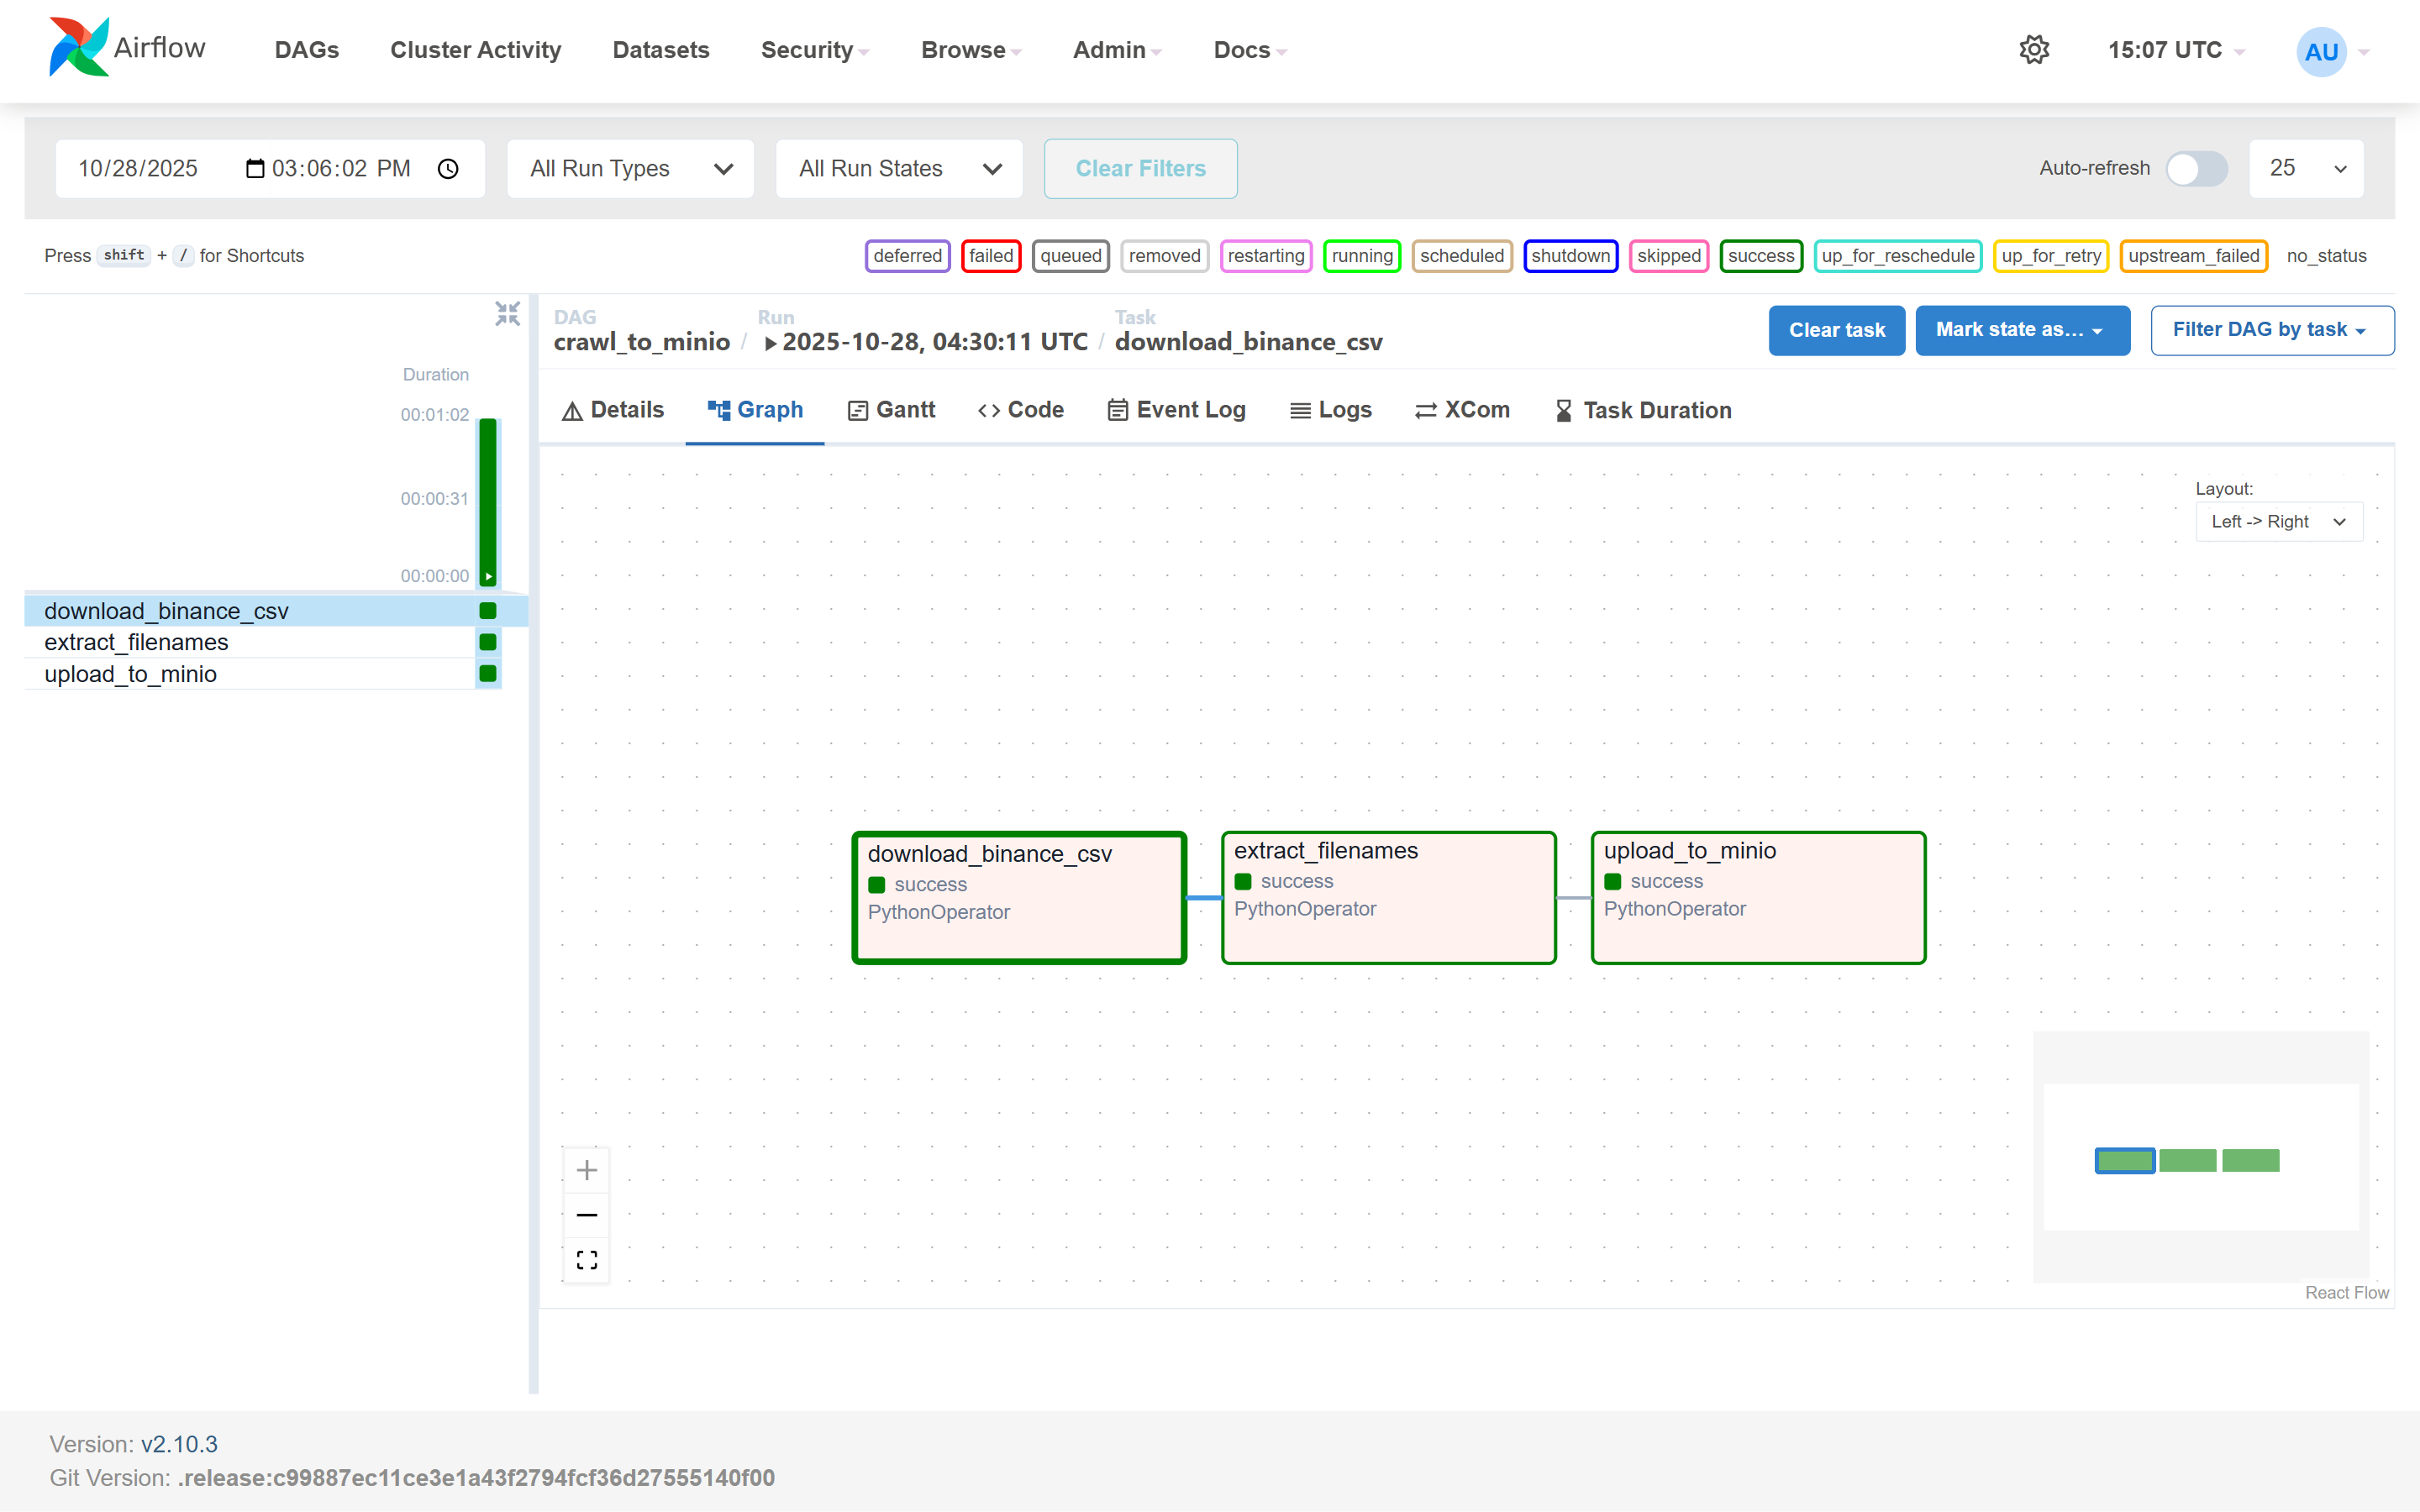 Airflow DAGs Cluster Activity Datasets Security Browse Admin Docs 15:07 UTC AU
10/28/2025 03:06:02 PM All Run Types All Run States Clear Filters Auto-refresh 25
Press shift + / for Shortcuts deferred failed queued removed restarting running scheduled shutdown skipped success up_for_reschedule up_for_retry upstream_failed no_status
DAG Run Task
crawl_to_minio / 2025-10-28, 04:30:11 UTC / download_binance_csv
Clear task Mark state as... Filter DAG by task
Duration
00:01:02
00:00:31
00:00:00
download_binance_csv
extract_filenames
upload_to_minio
Details Graph Gantt Code Event Log Logs XCom Task Duration
Layout:
Left -> Right
download_binance_csv
success
PythonOperator
extract_filenames
success
PythonOperator
upload_to_minio
success
PythonOperator
React Flow
Version: v2.10.3
Git Version: .release:c99887ec11ce3e1a43f2794fcf36d27555140f00